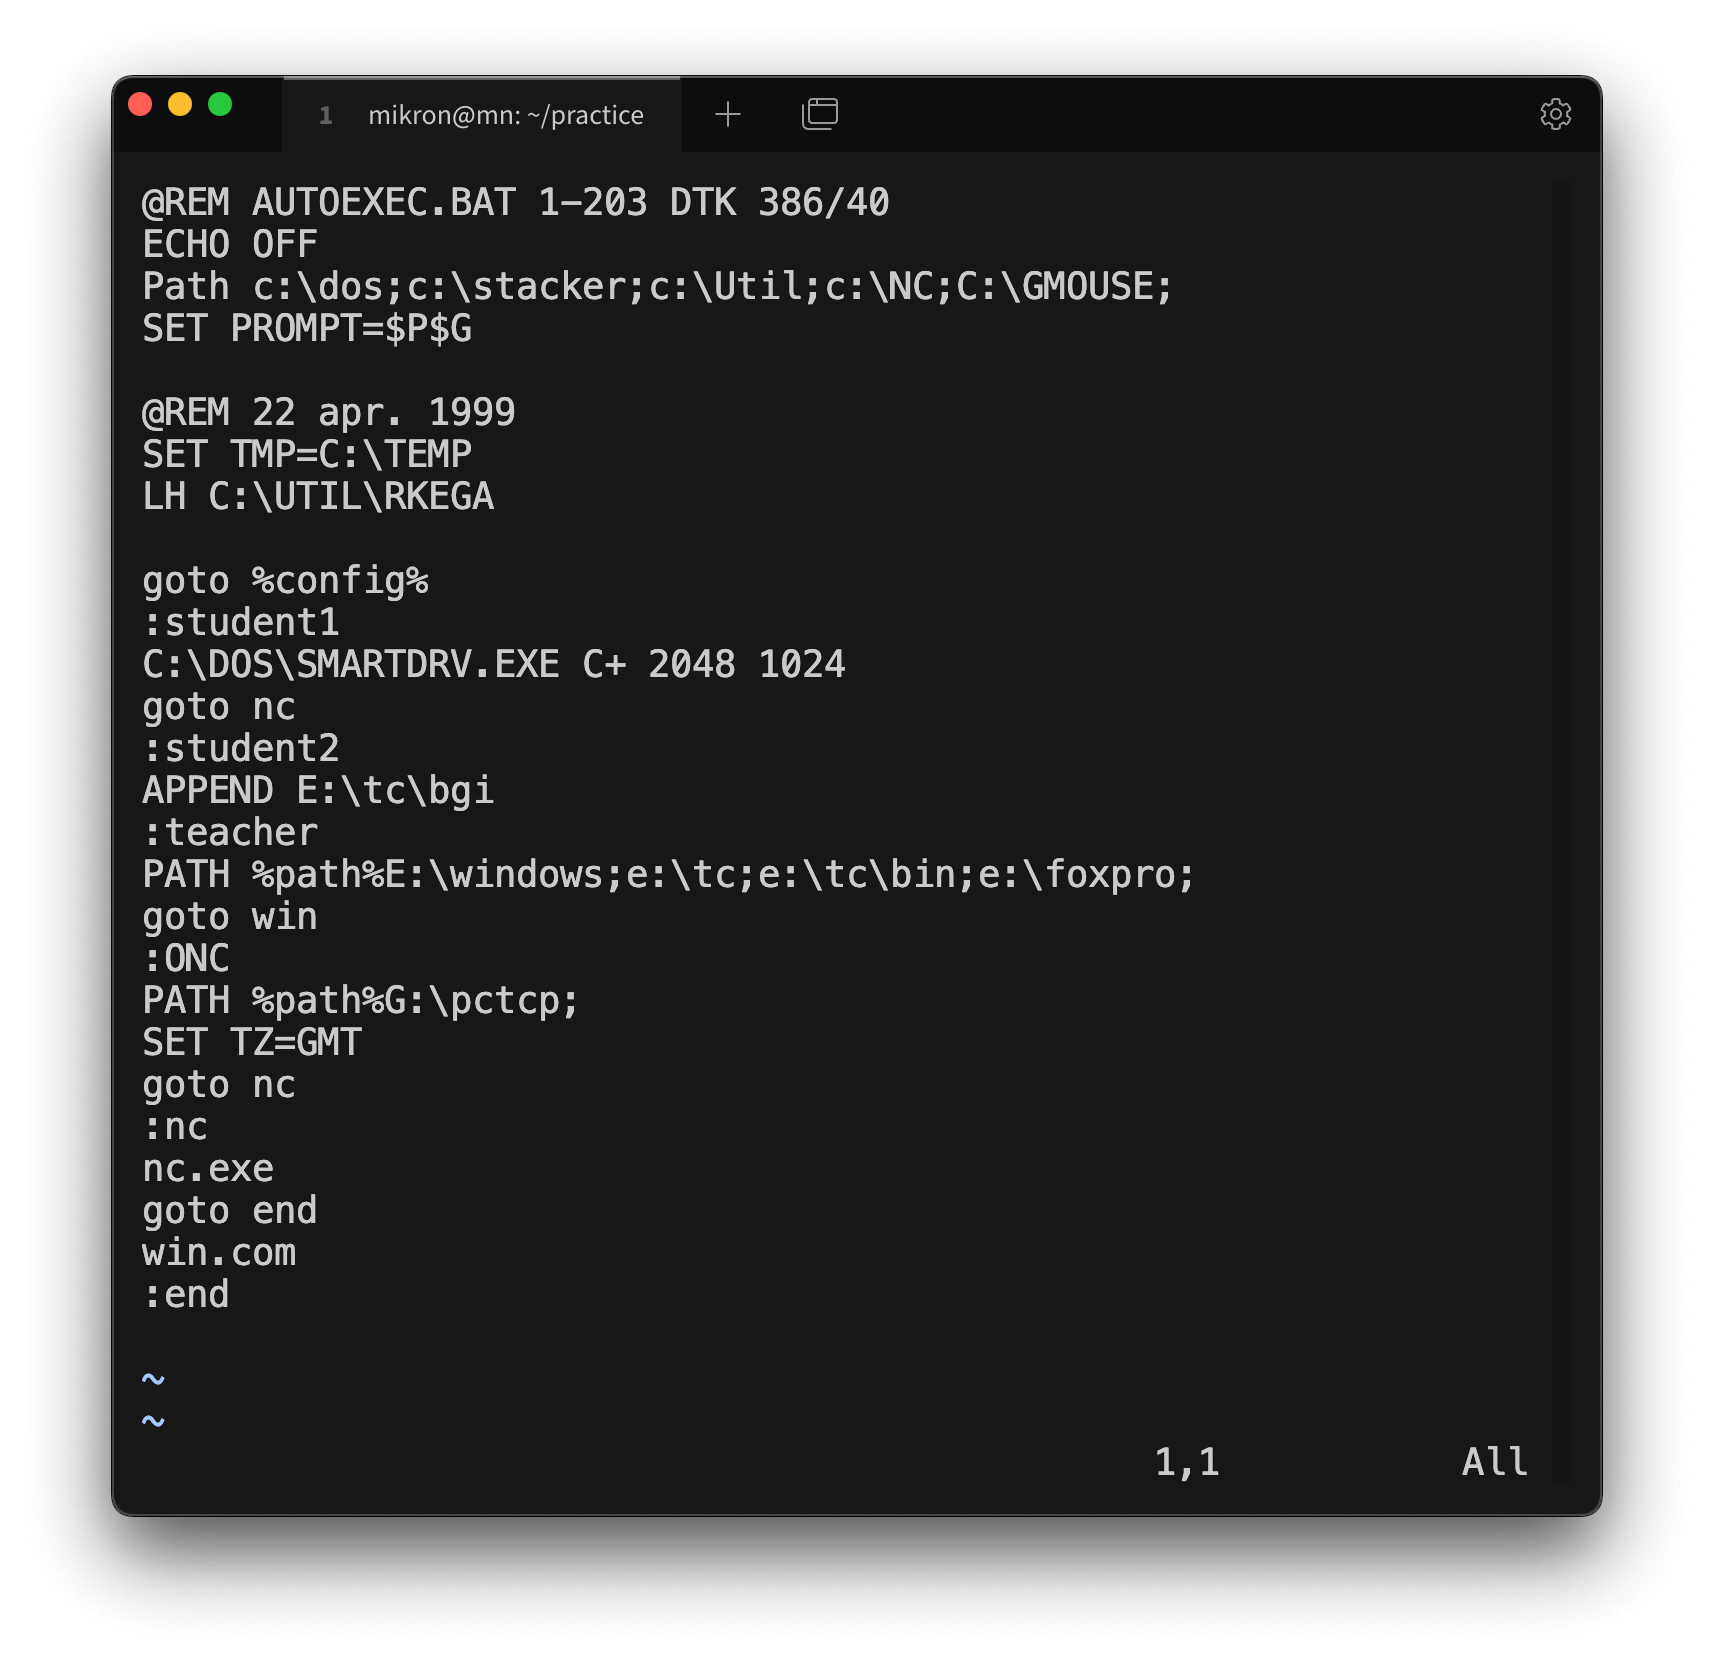 1 mikron@mn: ~/practice
@REM AUTOEXEC.BAT 1-203 DTK 386/40
ECHO OFF
Path c:\dos;c:\stacker;c:\Util;c:\NC;C:\GMOUSE;
SET PROMPT=$P$G
@REM 22 apr. 1999
SET TMP=C:\TEMP
LH C:\UTIL\RKEGA
goto %config%
:student1
C:\DOS\SMARTDRV.EXE C+ 2048 1024
goto nc
:student2
APPEND E:\tc\bgi
:teacher
PATH %path%E:\windows;e:\tc;e:\tc\bin;e:\foxpro;
goto win
:ONC
PATH %path%G:\pctcp;
SET TZ=GMT
goto nc
:nc
nc.exe
goto end
win.com
:end
~
~
1,1 All